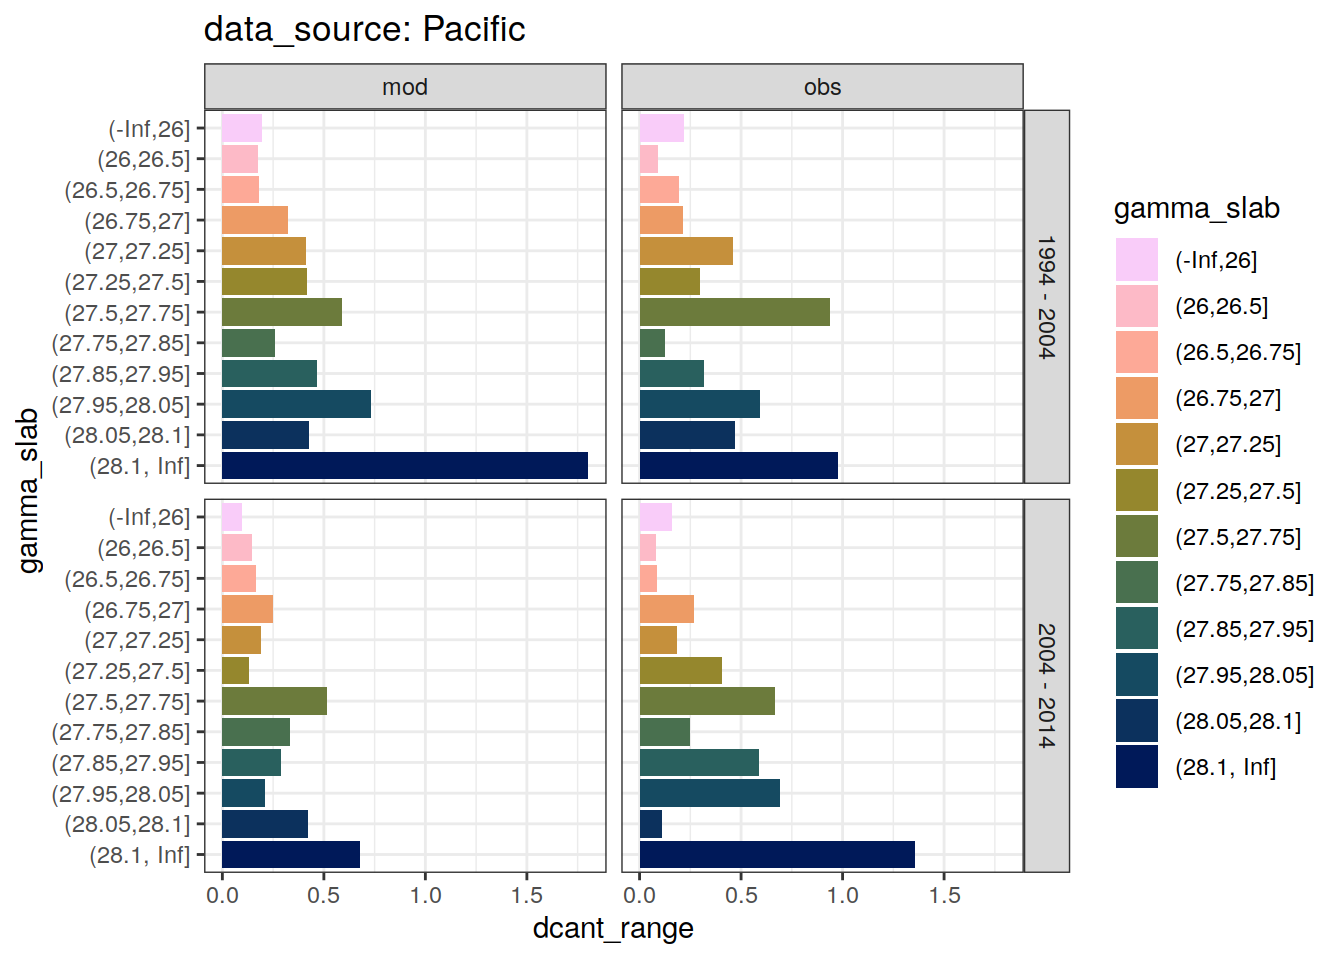 data_source: Pacific
mod
obs
(-Inf,26]
(26,26.5]
(26.5,26.75]
(26.75,27]
(27,27.25]
(27.25,27.5]
(27.5,27.75]
(27.75,27.85]
(27.85,27.95]
(27.95,28.05]
(28.05,28.1]
(28.1, Inf]
1994 - 2004
(-Inf,26]
(26,26.5]
(26.5,26.75]
(26.75,27]
(27,27.25]
(27.25,27.5]
(27.5,27.75]
(27.75,27.85]
(27.85,27.95]
(27.95,28.05]
(28.05,28.1]
(28.1, Inf]
2004 - 2014
gamma_slab
0.0 0.5 1.0 1.5
0.0 0.5 1.0 1.5
dcant_range
gamma_slab
(-Inf,26]
(26,26.5]
(26.5,26.75]
(26.75,27]
(27,27.25]
(27.25,27.5]
(27.5,27.75]
(27.75,27.85]
(27.85,27.95]
(27.95,28.05]
(28.05,28.1]
(28.1, Inf]